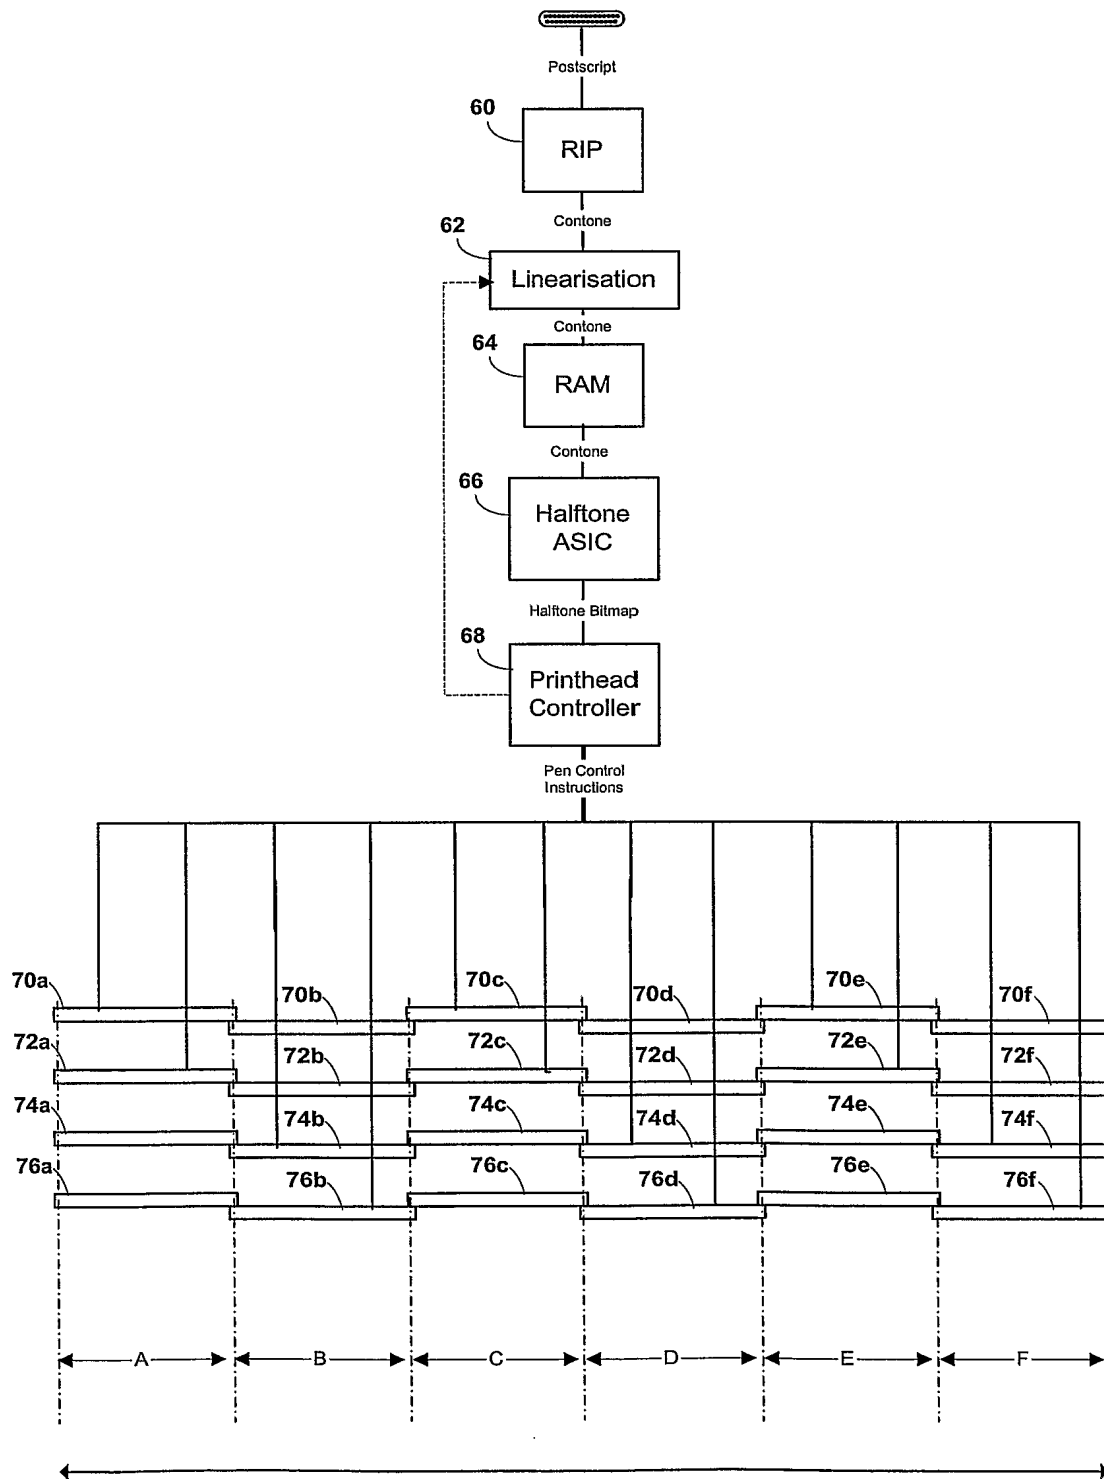 Postscript
60
RIP
Contone
62
Linearisation
Contone
64
RAM
Contone
66
Halftone
ASIC
Halftone Bitmap
68
Printhead
Controller
Pen Control
Instructions
70a
70b
70c
70d
70e
70f
72a
72b
72c
72d
72e
72f
74a
74b
74c
74d
74e
74f
76a
76b
76c
76d
76e
76f
A
B
C
D
E
F